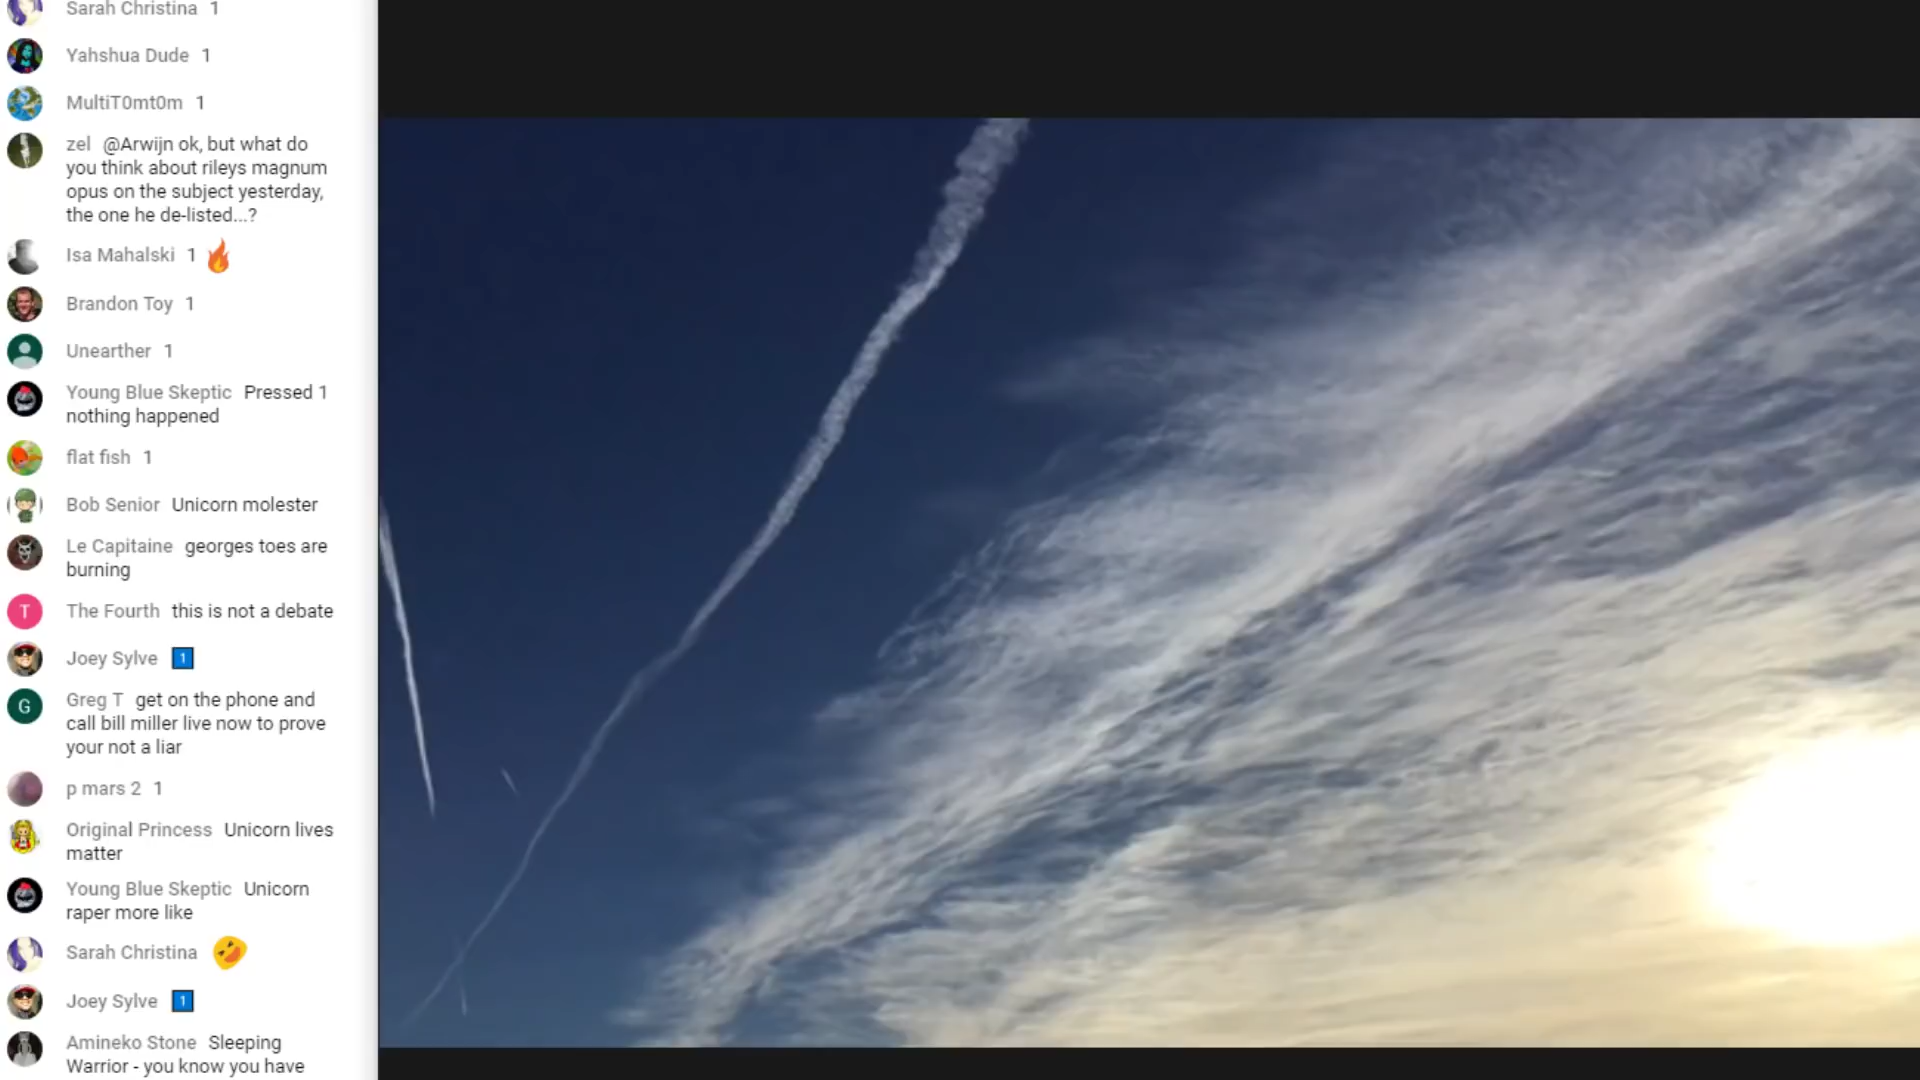 Sarah Christina 1
Yahshua Dude 1
MultiT0mt0m 1
zel @Arwijn ok, but what do
you think about rileys magnum
opus on the subject yesterday,
the one he de-listed...?
Isa Mahalski 1
Brandon Toy 1
Unearther 1
Young Blue Skeptic Pressed 1
nothing happened
flat fish 1
Bob Senior Unicorn molester
Le Capitaine georges toes are
burning
T The Fourth this is not a debate
Joey Sylve 1
G Greg T get on the phone and
call bill miller live now to prove
your not a liar
p mars 2 1
Original Princess Unicorn lives
matter
Young Blue Skeptic Unicorn
raper more like
Sarah Christina
Joey Sylve 1
Amineko Stone Sleeping
Warrior - you know you have